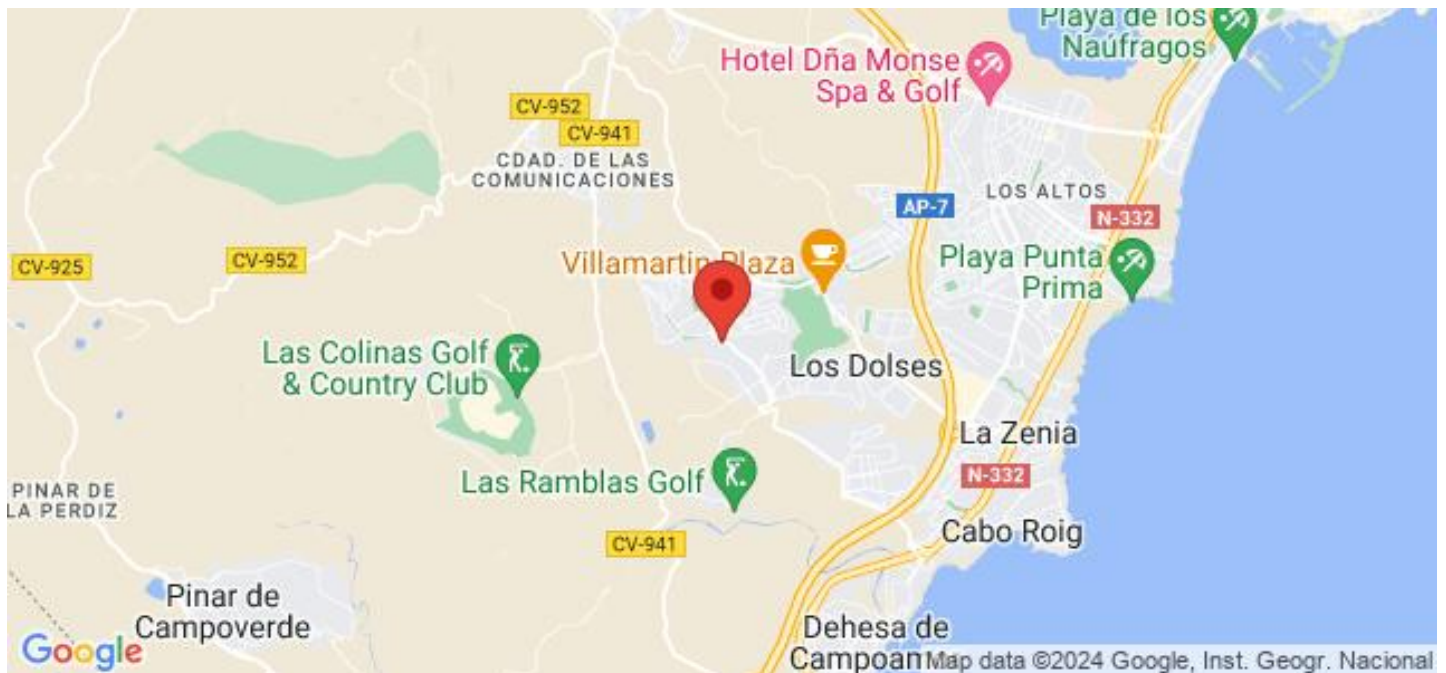 Playa de los
Naúfragos
Hotel Dña Monse
Spa & Golf
CV-952
CV-941
CDAD. DE LAS
COMUNICACIONES
LOS ALTOS
AP-7
N-332
CV-925
CV-952
Villamartin Plaza
Playa Punta
Prima
Las Colinas Golf
& Country Club
Los Dolses
La Zenia
N-332
Las Ramblas Golf
PINAR DE
LA PERDIZ
CV-941
Cabo Roig
Pinar de
Campoverde
Dehesa de
Google
Map data ©2024 Google, Inst. Geogr. Nacional